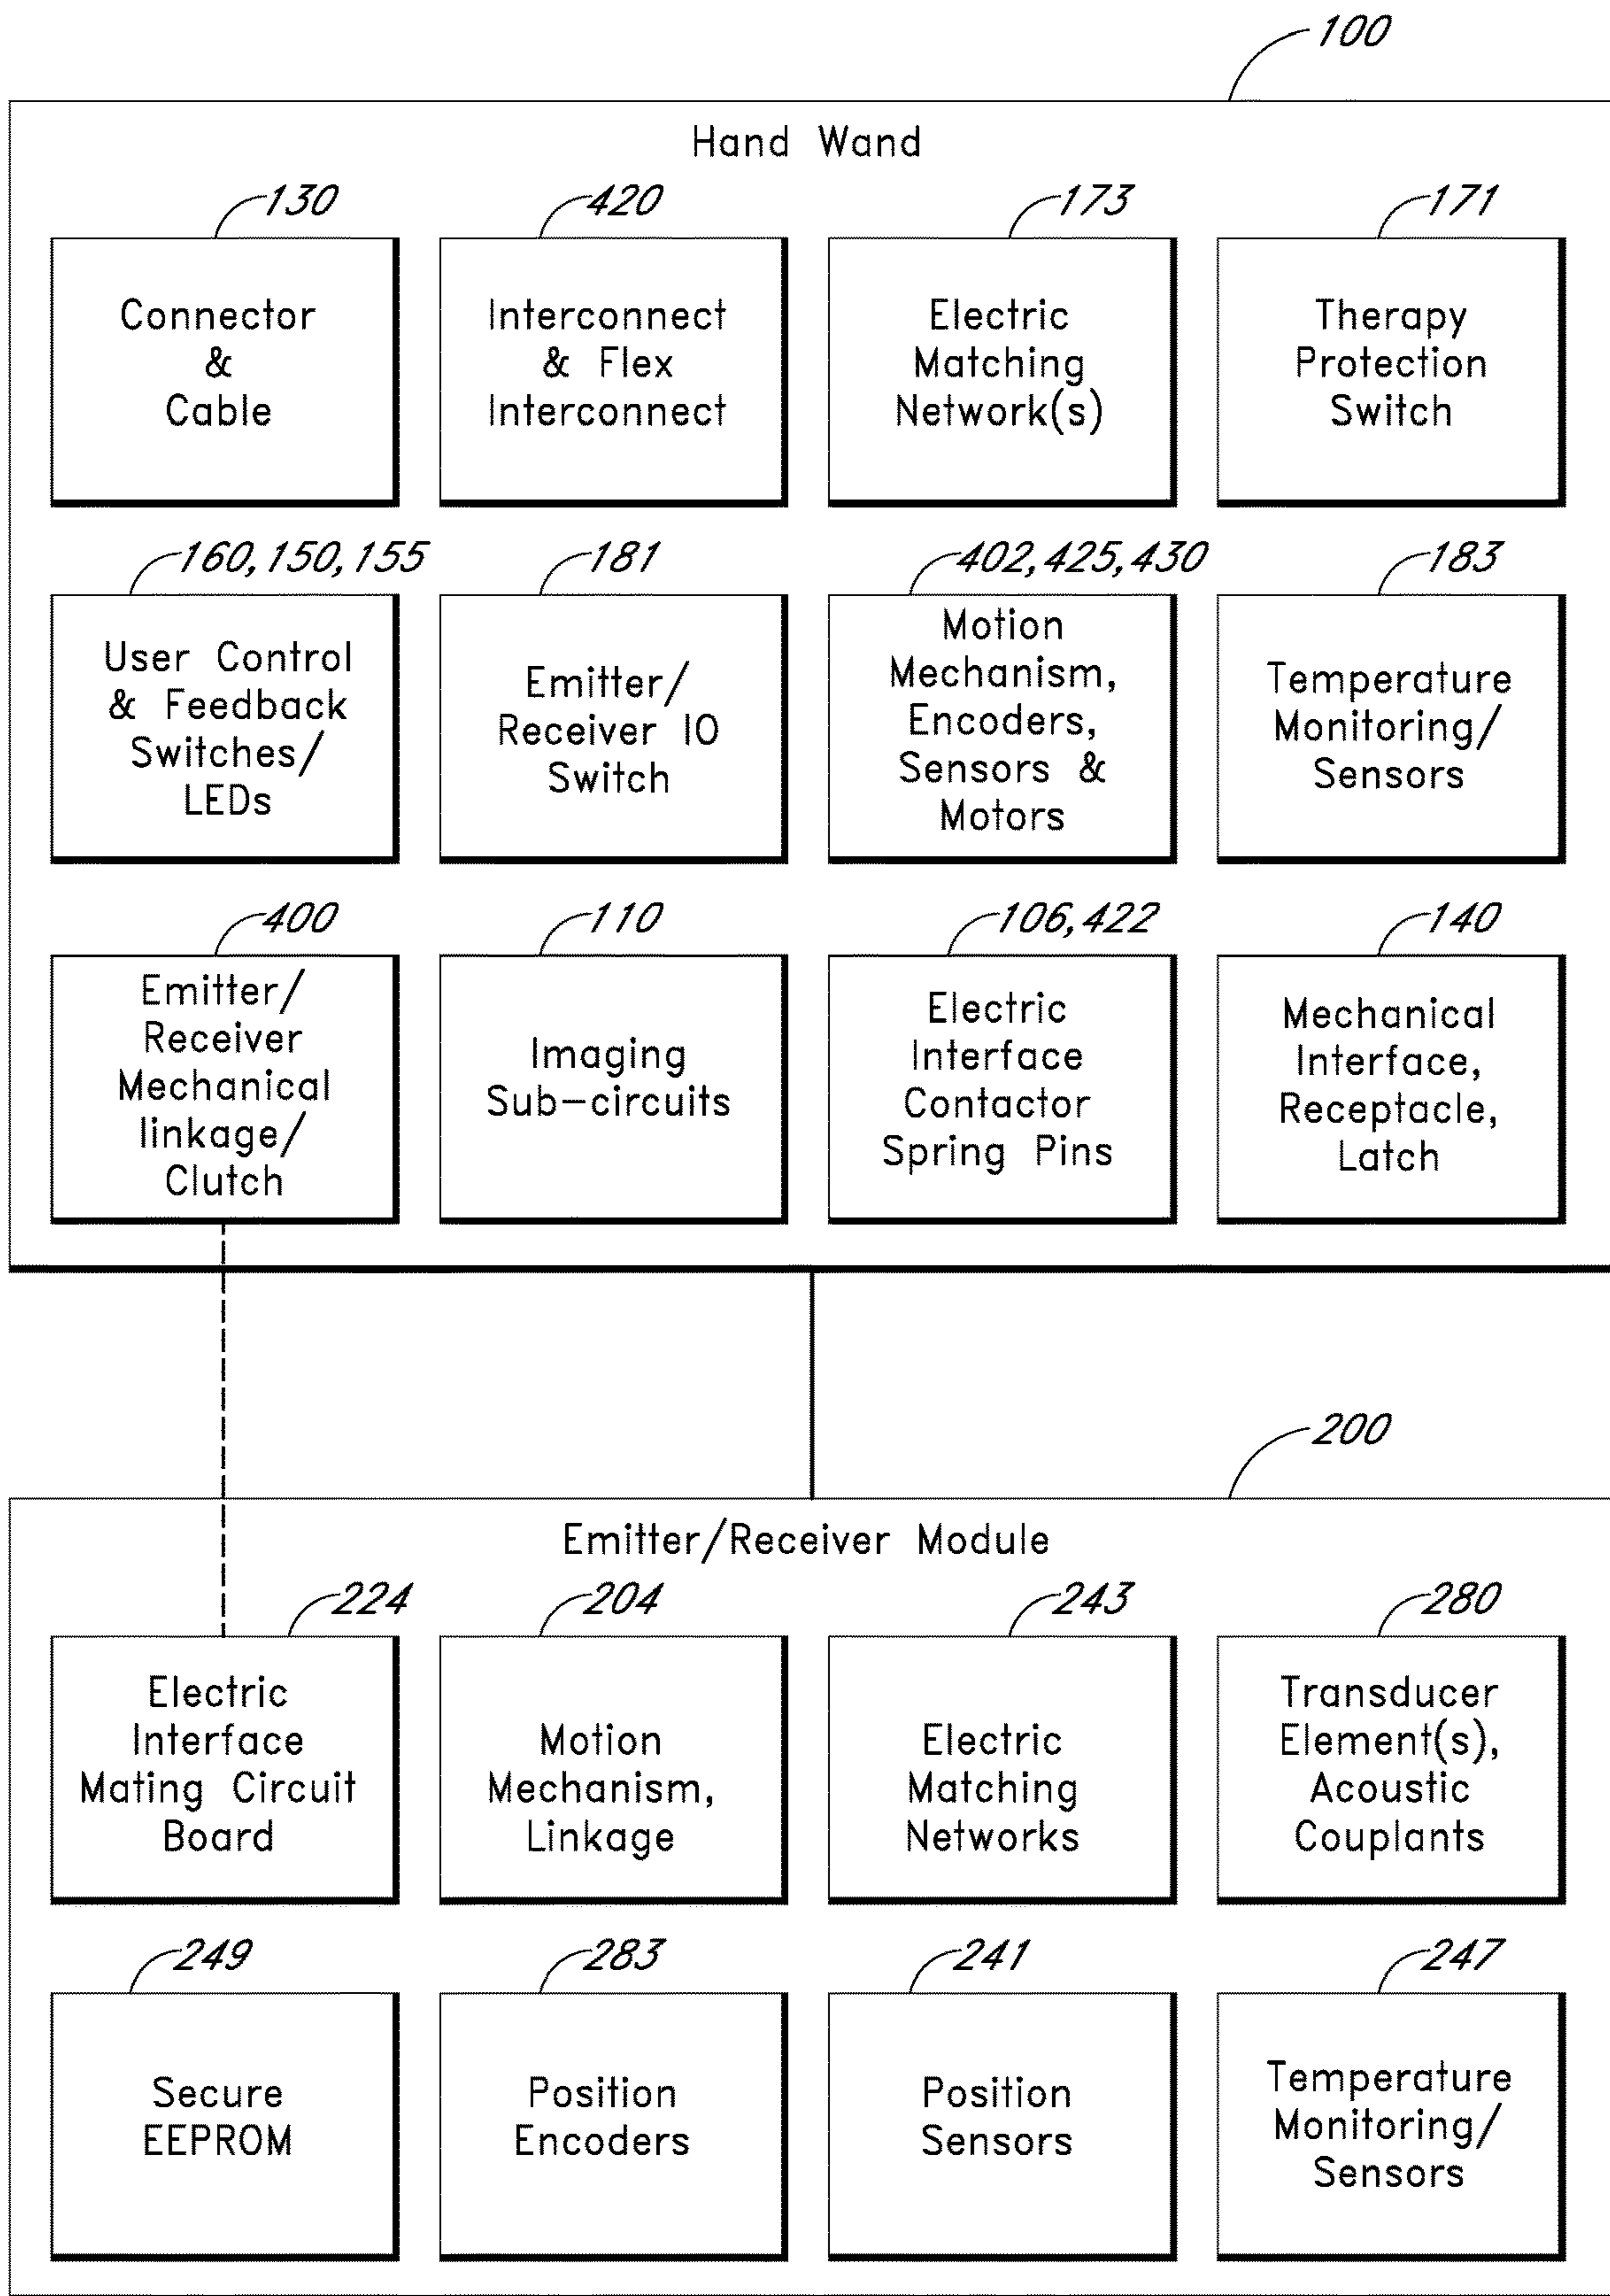 100
Hand Wand
130
Connector
&
Cable
420
Interconnect
& Flex
Interconnect
173
Electric
Matching
Network(s)
171
Therapy
Protection
Switch
160, 150, 155
User Control
& Feedback
Switches/
LEDs
181
Emitter/
Receiver IO
Switch
402, 425, 430
Motion
Mechanism,
Encoders,
Sensors &
Motors
183
Temperature
Monitoring/
Sensors
400
Emitter/
Receiver
Mechanical
linkage/
Clutch
110
Imaging
Sub-circuits
106, 422
Electric
Interface
Contactor
Spring Pins
140
Mechanical
Interface,
Receptacle,
Latch
200
Emitter/Receiver Module
224
Electric
Interface
Mating Circuit
Board
204
Motion
Mechanism,
Linkage
243
Electric
Matching
Networks
280
Transducer
Element(s),
Acoustic
Couplants
249
Secure
EEPROM
283
Position
Encoders
241
Position
Sensors
247
Temperature
Monitoring/
Sensors